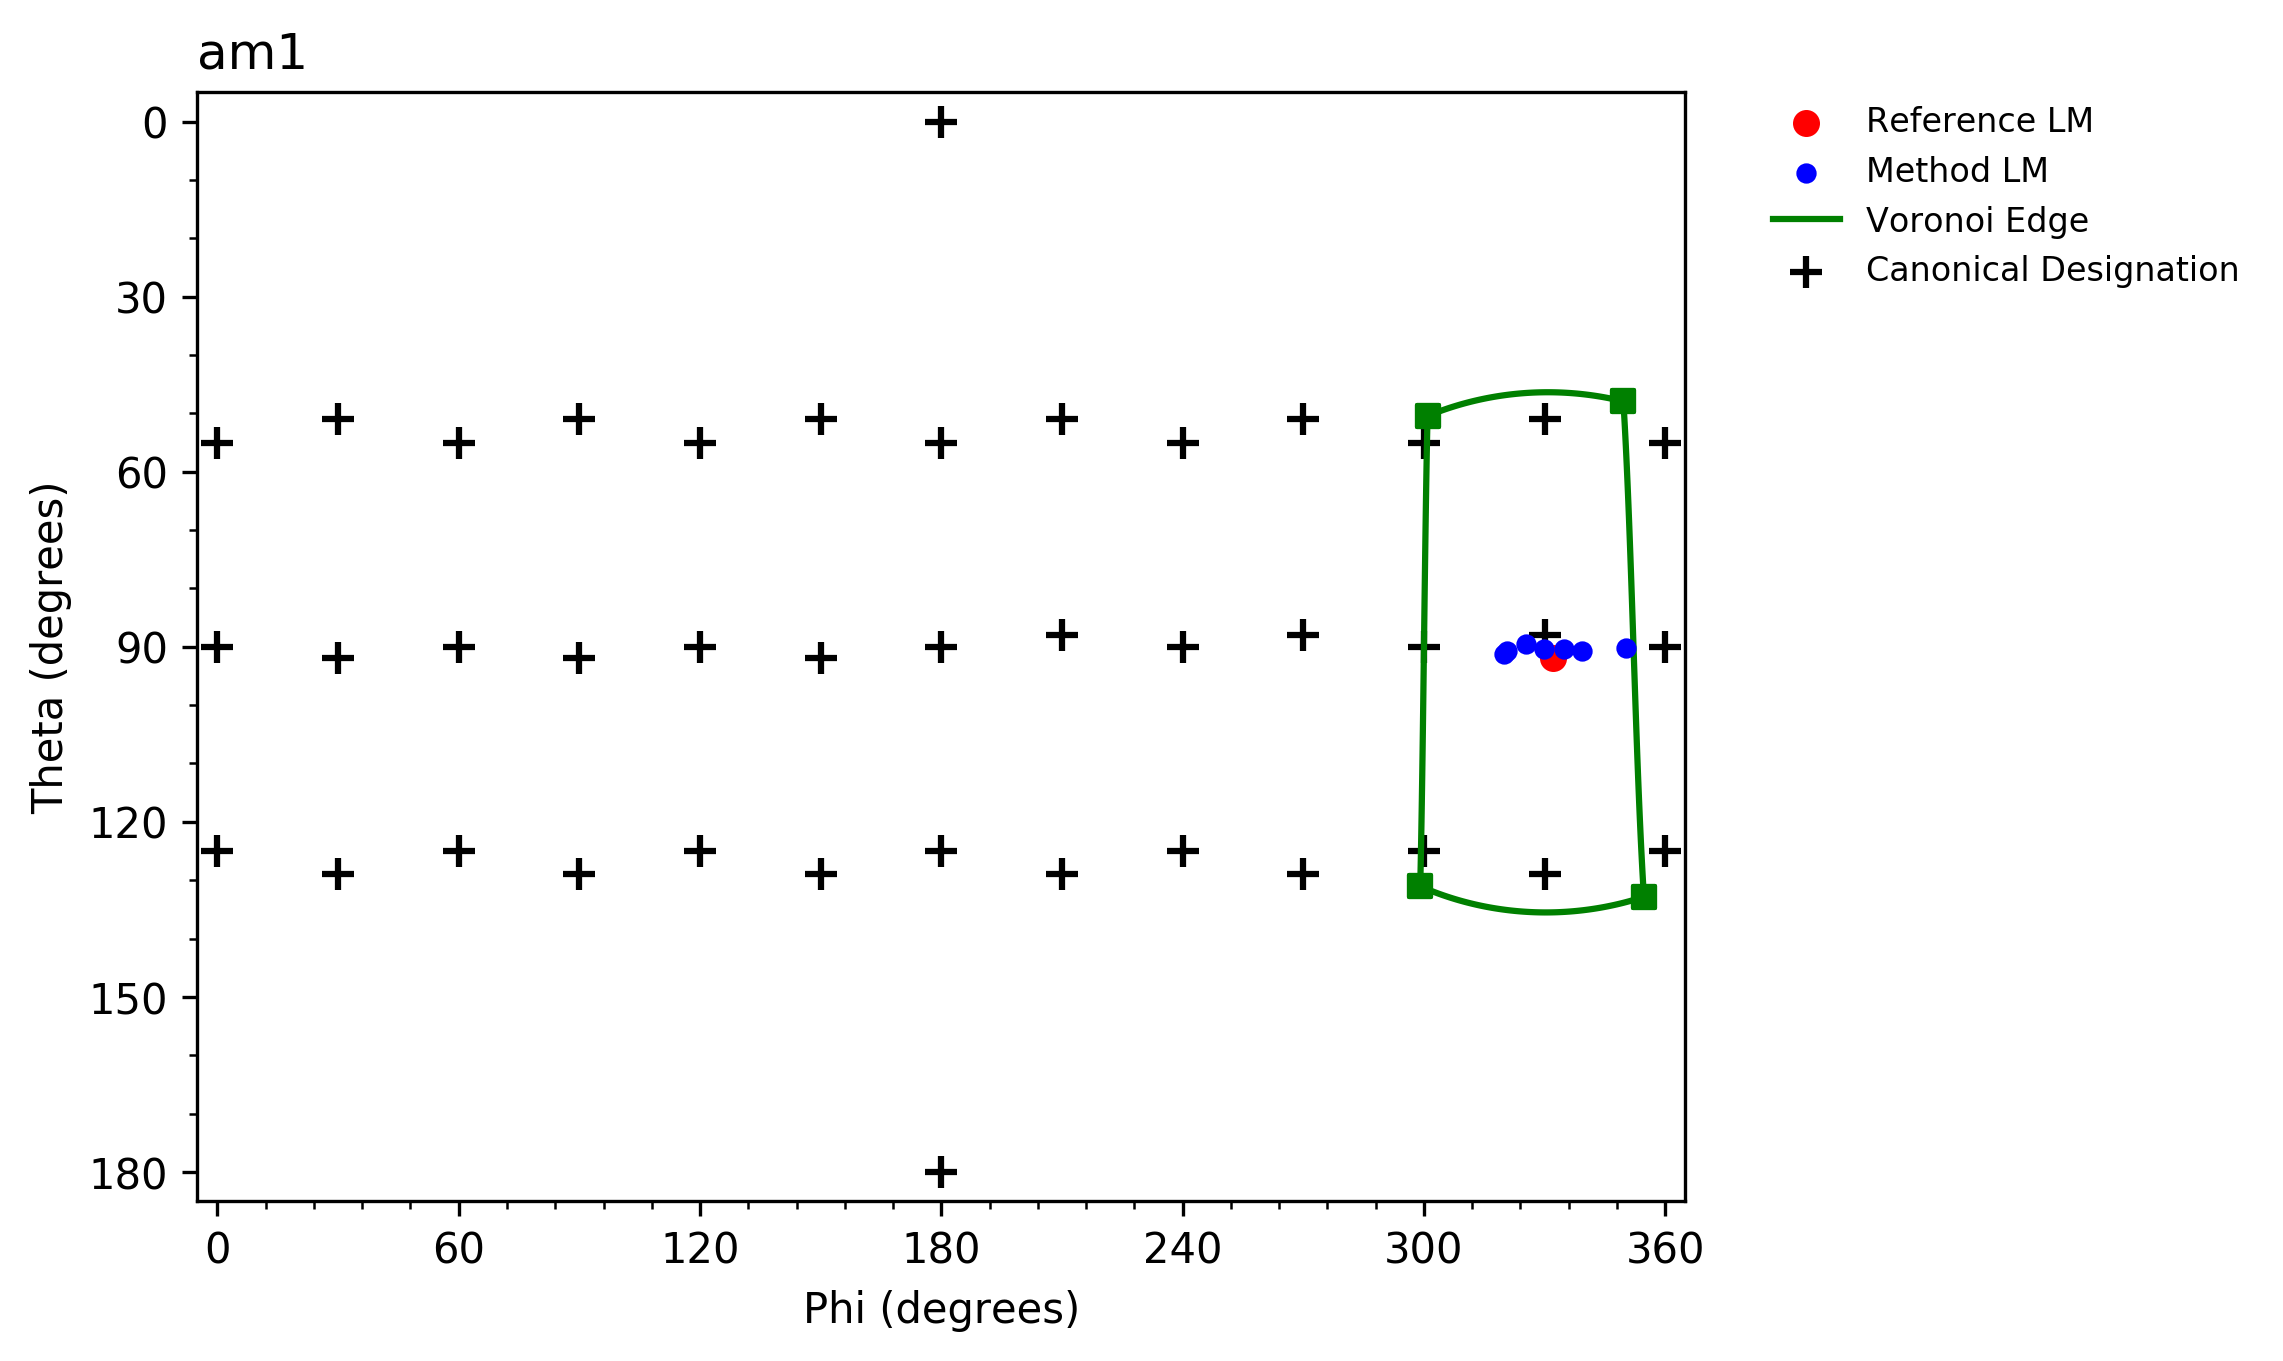 am1
Reference LM
Method LM
Voronoi Edge
Canonical Designation
0
30
60
90
120
150
180
Theta (degrees)
0 60 120 180 240 300 360
Phi (degrees)